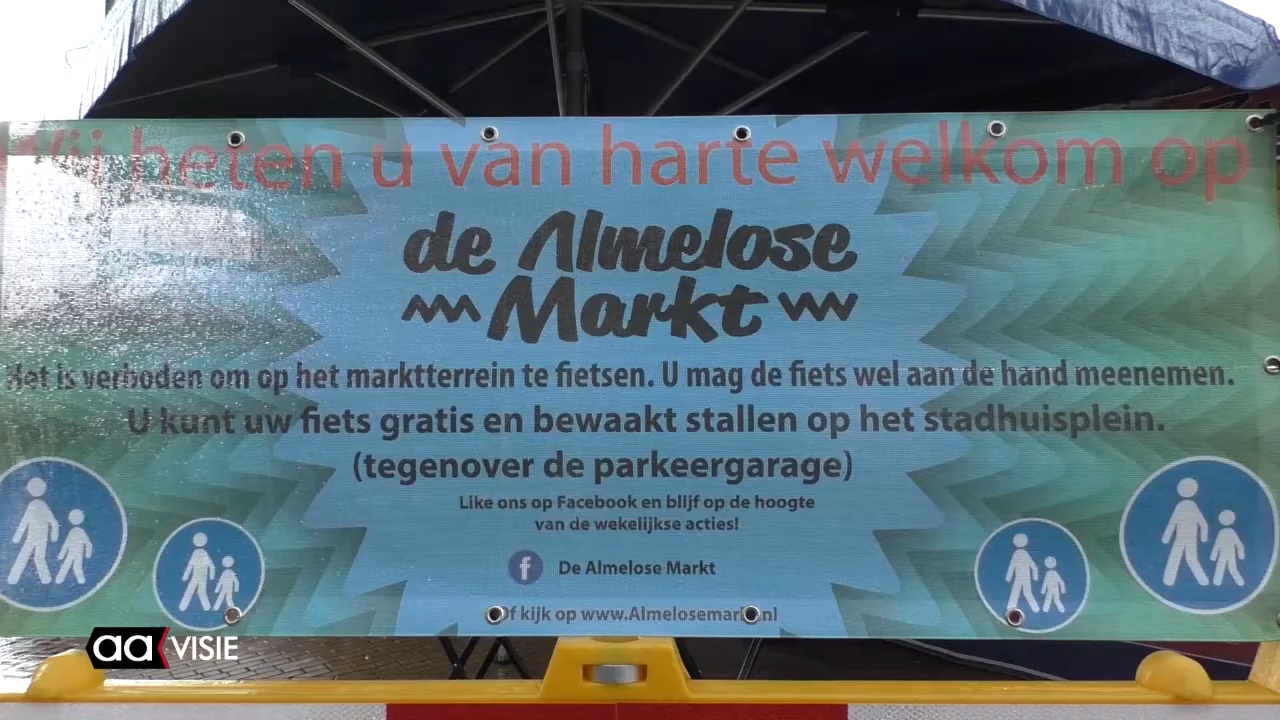 Wij heten u van harte welkom op
de Almelose
Markt
Het is verboden om op het marktterrein te fietsen. U mag de fiets wel aan de hand meenemen.
U kunt uw fiets gratis en bewaakt stallen op het stadhuisplein.
(tegenover de parkeergarage)
Like ons op Facebook en blijf op de hoogte
van de wekelijkse acties!
f De Almelose Markt
Of kijk op www.Almelosemarkt.nl
aa VISIE